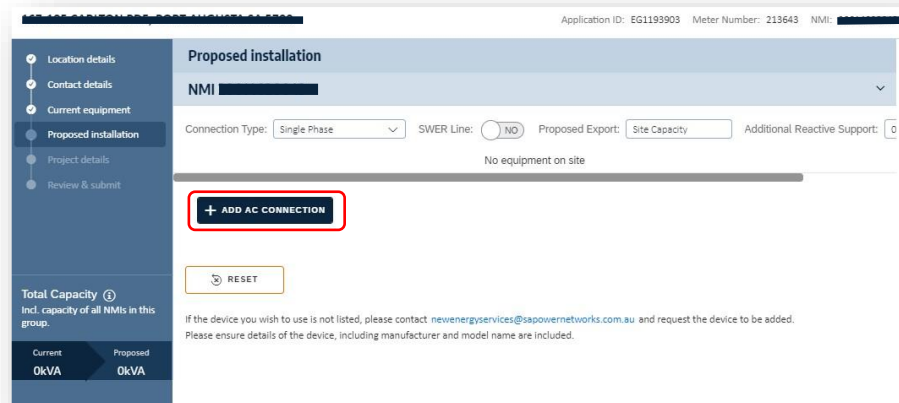 Application ID: EG1193903 Meter Number: 213643 NMI:
Location details
Contact details
Current equipment
Proposed installation
Project details
Review & submit
Total Capacity
Incl. capacity of all NMIs in this
group.
Current Proposed
0kVA 0kVA
Proposed installation
NMI
Connection Type: Single Phase SWER Line: NO Proposed Export: Site Capacity Additional Reactive Support: 0
No equipment on site
+ ADD AC CONNECTION
RESET
If the device you wish to use is not listed, please contact newenergyservices@sapowernetworks.com.au and request the device to be added.
Please ensure details of the device, including manufacturer and model name are included.